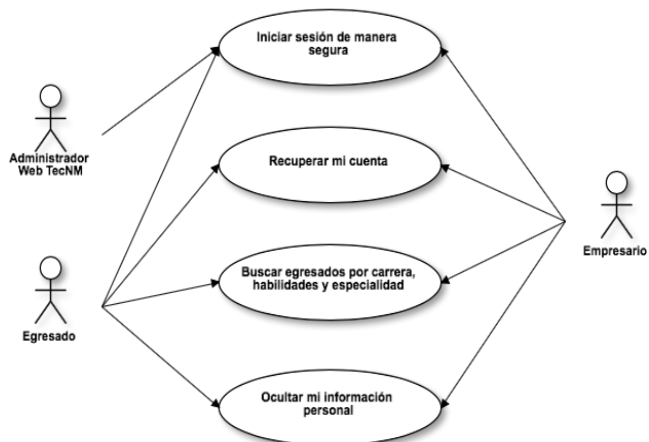 Iniciar sesión de manera
segura
Administrador
Web TecNM
Recuperar mi cuenta
Empresario
Buscar egresados por carrera,
habilidades y especialidad
Egresado
Ocultar mi información
personal